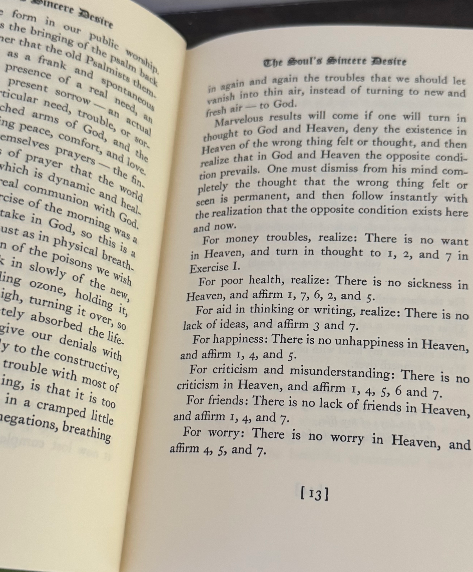 Sincere Desire
e form in our public worship.
s the bringing of the psalm back
her that the old Psalmists them-
as a frank and spontaneous
presence of a real need, an
present sorrow — an actual
rticular need, trouble, or sor-
ched arms of God, and the
ng peace, comfort, and love.
emselves prayers — the fin-
s of prayer that the world
which is dynamic and heal-
real communion with God.
rcise of the morning was a
take in God, so this is a
ust as in physical breath-
n of the poisons we wish
k in slowly of the new,
ling ozone, holding it,
igh, turning it over, so
tely absorbed the life.
give our denials with
ly to the constructive,
trouble with most of
ing, is that it is too
in a cramped little
negations, breathing
The Soul's Sincere Desire
in again and again the troubles that we should let
vanish into thin air, instead of turning to new and
fresh air — to God.
Marvelous results will come if one will turn in
thought to God and Heaven, deny the existence in
Heaven of the wrong thing felt or thought, and then
realize that in God and Heaven the opposite condi-
tion prevails. One must dismiss from his mind com-
pletely the thought that the wrong thing felt or
seen is permanent, and then follow instantly with
the realization that the opposite condition exists here
and now.
For money troubles, realize: There is no want
in Heaven, and turn in thought to 1, 2, and 7 in
Exercise I.
For poor health, realize: There is no sickness in
Heaven, and affirm 1, 7, 6, 2, and 5.
For aid in thinking or writing, realize: There is no
lack of ideas, and affirm 3 and 7.
For happiness: There is no unhappiness in Heaven,
and affirm 1, 4, and 5.
For criticism and misunderstanding: There is no
criticism in Heaven, and affirm 1, 4, 5, 6 and 7.
For friends: There is no lack of friends in Heaven,
and affirm 1, 4, and 7.
For worry: There is no worry in Heaven, and
affirm 4, 5, and 7.
[ 13 ]